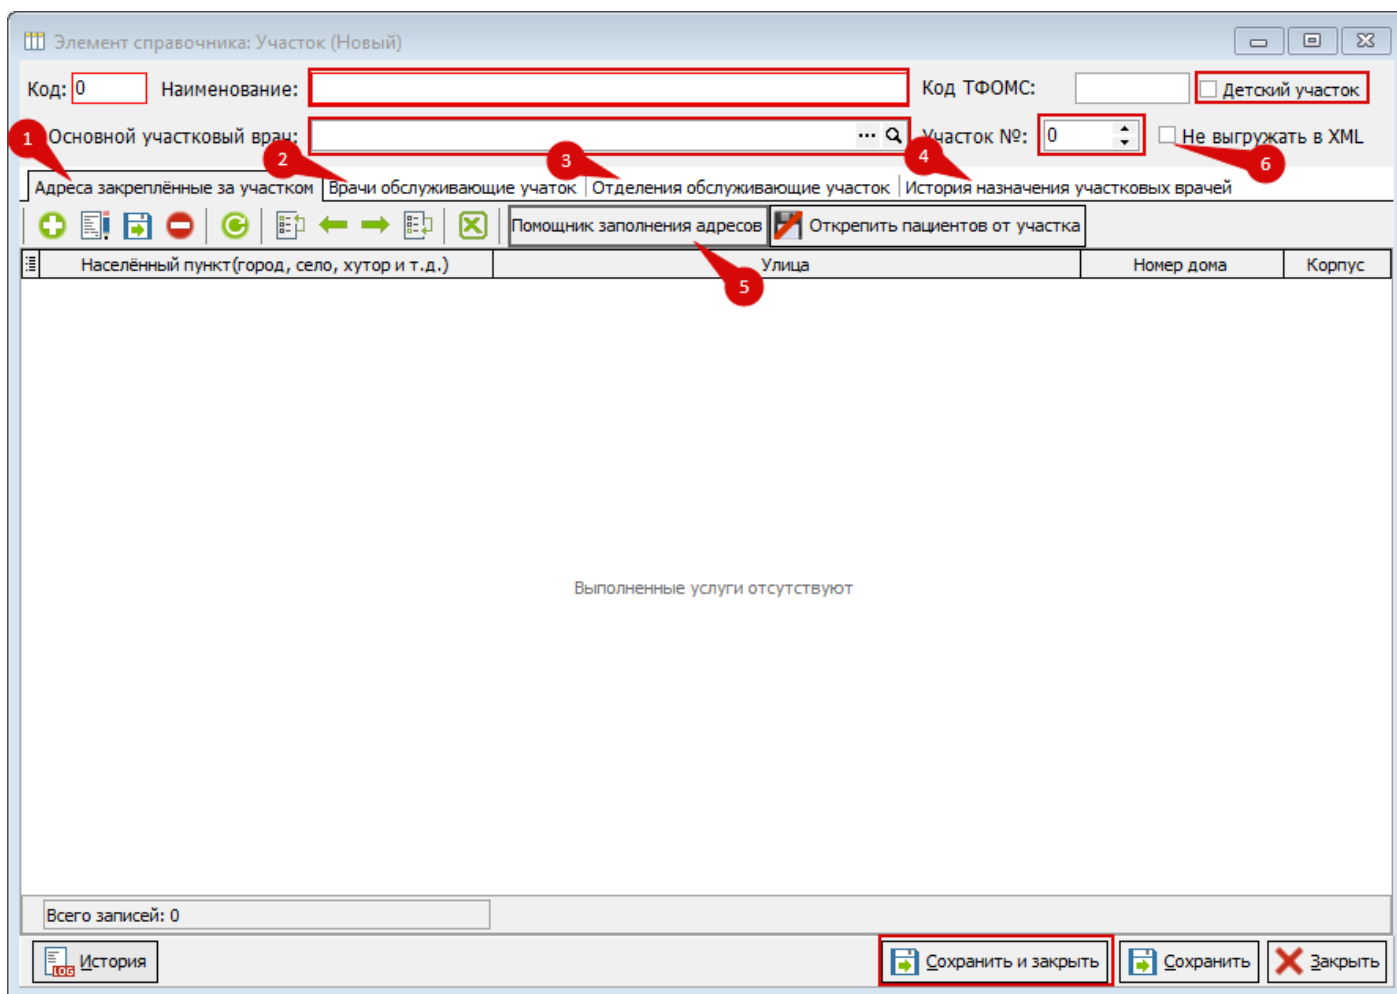 Элемент справочника: Участок (Новый)
Код: 0 Наименование: Код ТФОМС: Детский участок
Основной участковый врач: ... Участок №: 0 Не выгружать в XML
1 2 3 4 6
Адреса закреплённые за участком Врачи обслуживающие учаток Отделения обслуживающие участок История назначения участковых врачей
Помощник заполнения адресов Открепить пациентов от участка
Населённый пункт(город, село, хутор и т.д.) Улица Номер дома Корпус
5
Выполненные услуги отсутствуют
Всего записей: 0
LOG История Сохранить и закрыть Сохранить Закрыть